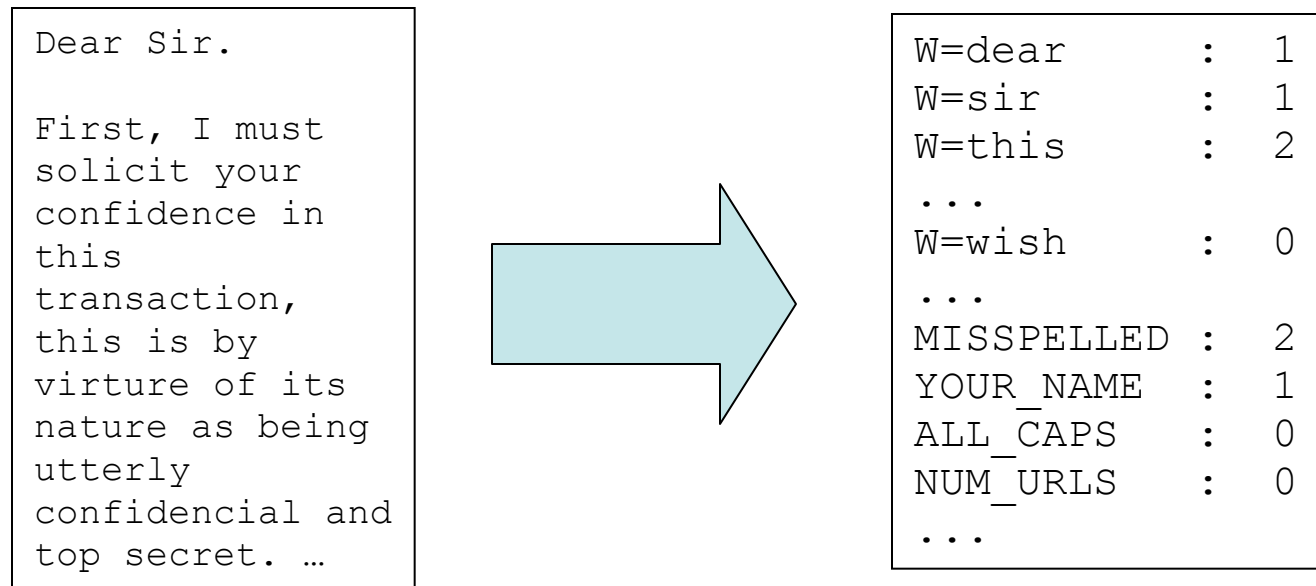 Dear Sir.
First, I must
solicit your
confidence in
this
transaction,
this is by
virture of its
nature as being
utterly
confidencial and
top secret. …
W=dear : 1
W=sir : 1
W=this : 2
...
W=wish : 0
...
MISSPELLED : 2
YOUR_NAME : 1
ALL_CAPS : 0
NUM_URLS : 0
...